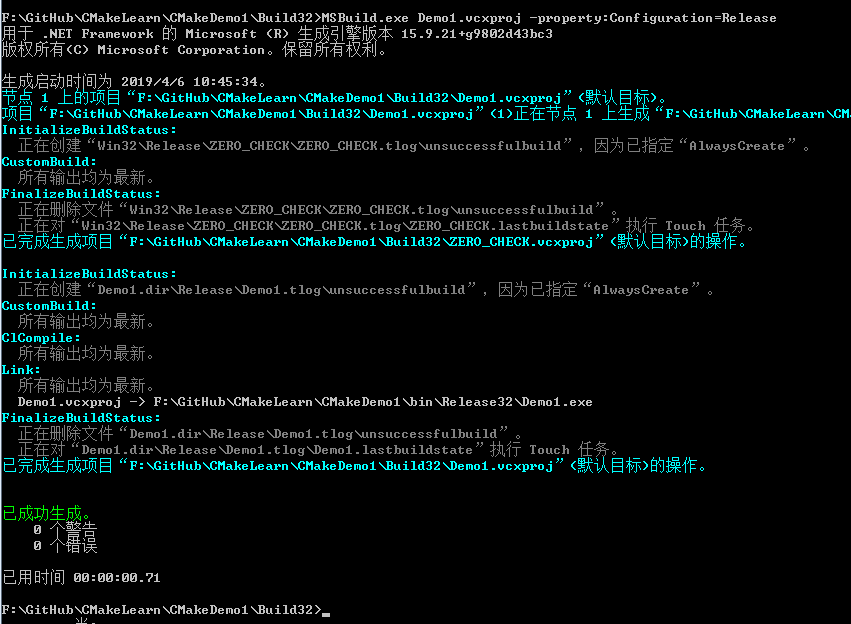 F:\GitHub\CMakeLearn\CMakeDemo1\Build32>MSBuild.exe Demo1.vcxproj -property:Configuration=Release
用于 .NET Framework 的 Microsoft (R) 生成引擎版本 15.9.21+g9802d43bc3
版权所有(C) Microsoft Corporation。保留所有权利。
生成启动时间为 2019/4/6 10:45:34。
节点 1 上的项目“F:\GitHub\CMakeLearn\CMakeDemo1\Build32\Demo1.vcxproj”(默认目标)。
项目“F:\GitHub\CMakeLearn\CMakeDemo1\Build32\Demo1.vcxproj”(1)正在节点 1 上生成“F:\GitHub\CMakeLearn\CM
InitializeBuildStatus:
正在创建“Win32\Release\ZERO_CHECK\ZERO_CHECK.tlog\unsuccessfulbuild”，因为已指定“AlwaysCreate”。
CustomBuild:
所有输出均为最新。
FinalizeBuildStatus:
正在删除文件“Win32\Release\ZERO_CHECK\ZERO_CHECK.tlog\unsuccessfulbuild”。
正在对“Win32\Release\ZERO_CHECK\ZERO_CHECK.tlog\ZERO_CHECK.lastbuildstate”执行 Touch 任务。
已完成生成项目“F:\GitHub\CMakeLearn\CMakeDemo1\Build32\ZERO_CHECK.vcxproj”(默认目标)的操作。
InitializeBuildStatus:
正在创建“Demo1.dir\Release\Demo1.tlog\unsuccessfulbuild”，因为已指定“AlwaysCreate”。
CustomBuild:
所有输出均为最新。
ClCompile:
所有输出均为最新。
Link:
所有输出均为最新。
Demo1.vcxproj -> F:\GitHub\CMakeLearn\CMakeDemo1\bin\Release32\Demo1.exe
FinalizeBuildStatus:
正在删除文件“Demo1.dir\Release\Demo1.tlog\unsuccessfulbuild”。
正在对“Demo1.dir\Release\Demo1.tlog\Demo1.lastbuildstate”执行 Touch 任务。
已完成生成项目“F:\GitHub\CMakeLearn\CMakeDemo1\Build32\Demo1.vcxproj”(默认目标)的操作。
已成功生成。
0 个警告
0 个错误
已用时间 00:00:00.71
F:\GitHub\CMakeLearn\CMakeDemo1\Build32>